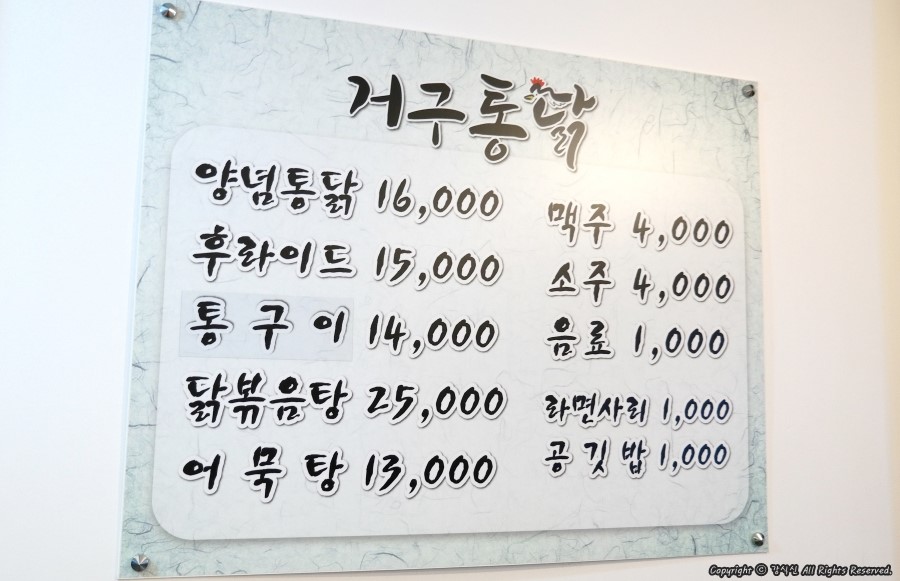 거구통닭
양념통닭 16,000
후라이드 15,000
통구이 14,000
닭볶음탕 25,000
어묵탕 13,000
맥주 4,000
소주 4,000
음료 1,000
라면사리 1,000
공깃밥 1,000
Copyright © All Rights Reserved.